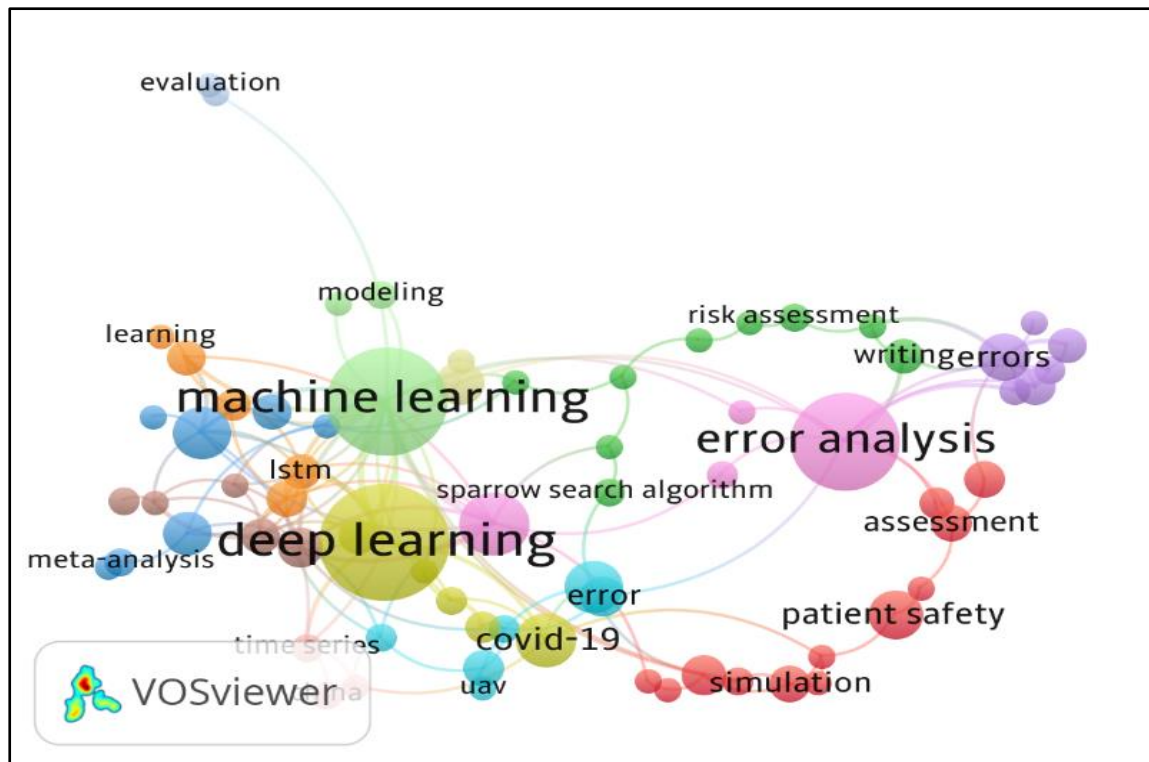 evaluation
modeling
learning
risk assessment
writing
errors
machine learning
error analysis
lstm
sparrow search algorithm
assessment
deep learning
meta-analysis
error
patient safety
covid-19
time series
uav
simulation
VOSviewer